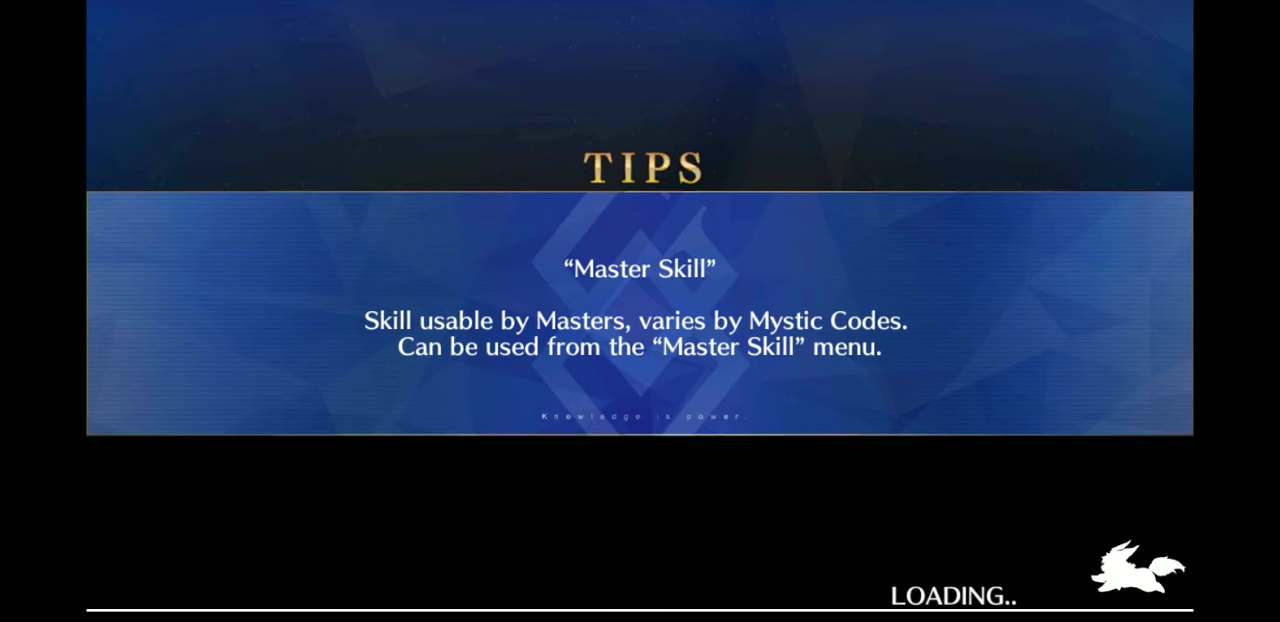 TIPS
“Master Skill”
Skill usable by Masters, varies by Mystic Codes.
Can be used from the “Master Skill” menu.
Knowledge is power.
LOADING..